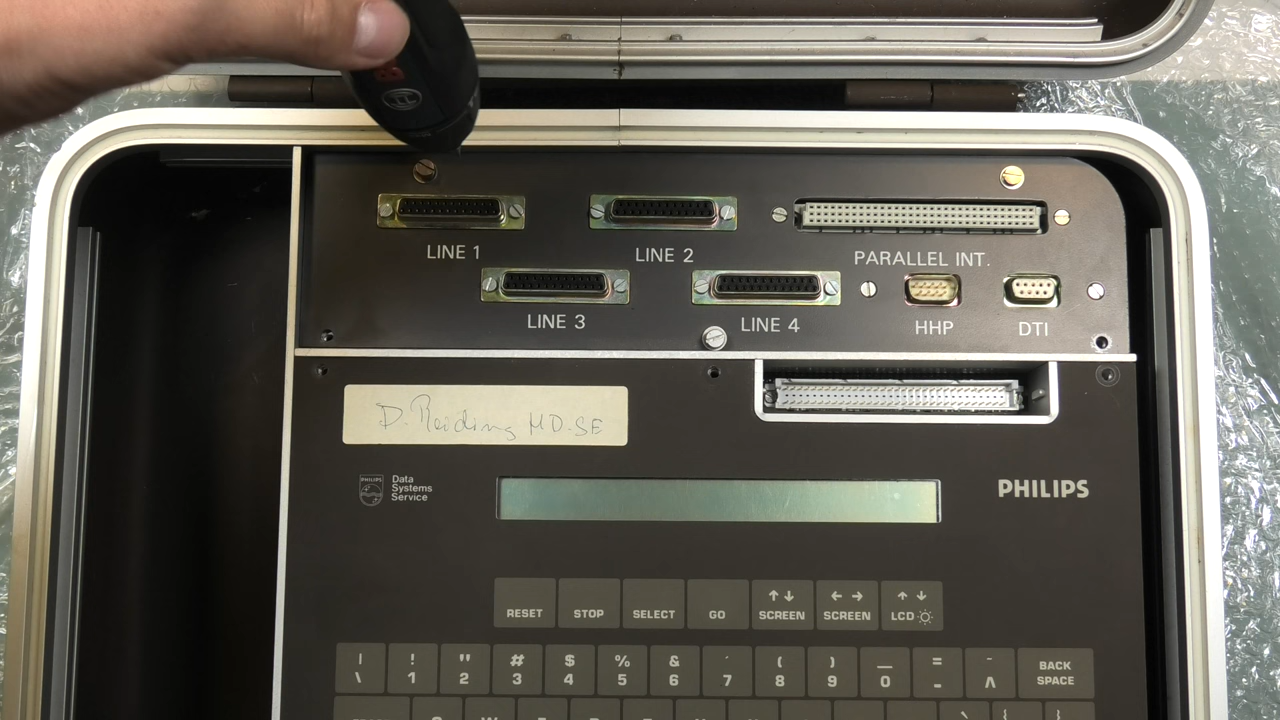 LINE 1
LINE 2
PARALLEL INT.
LINE 3
LINE 4
HHP
DTI
D. Reiding MD-SE
PHILIPS
Data
Systems
Service
PHILIPS
RESET
STOP
SELECT
GO
↑ ↓
SCREEN
← →
SCREEN
↑ ↓
LCD
|
\
!
1
"
2
#
3
$
4
%
5
&
6
'
7
(
8
)
9
_
0
=
-
BACK
SPACE